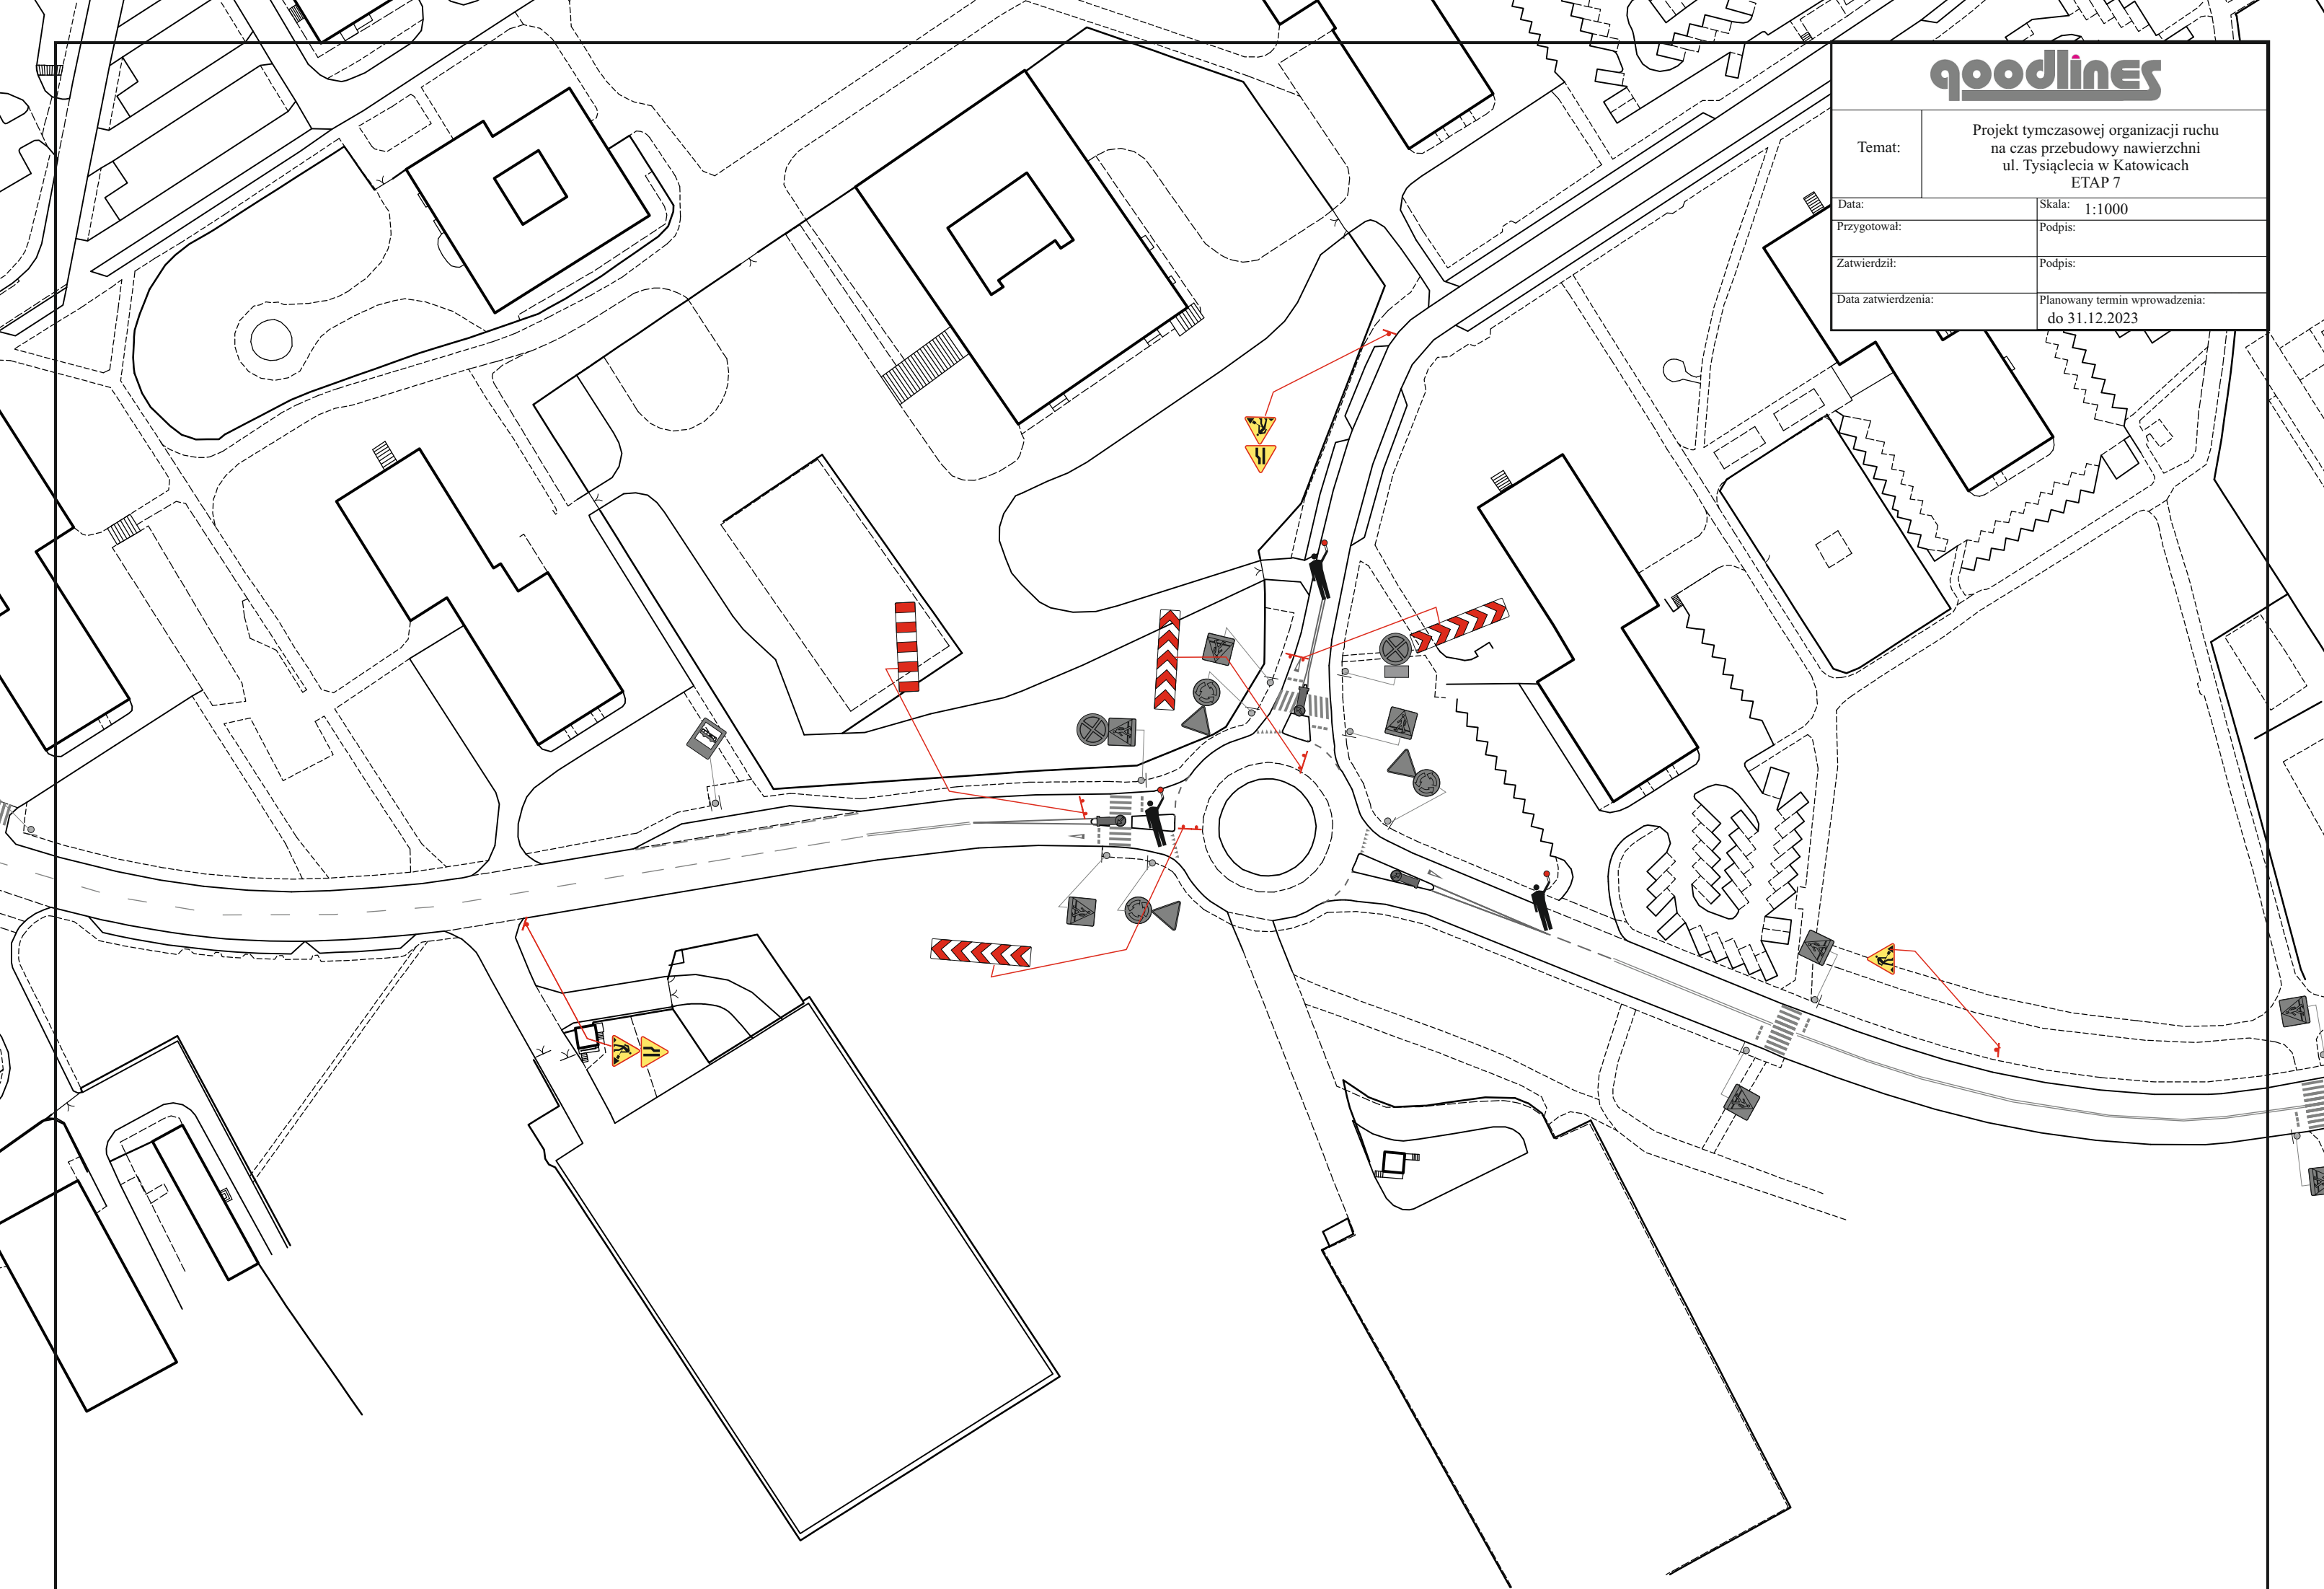 goodlines
Temat:
Projekt tymczasowej organizacji ruchu
na czas przebudowy nawierzchni
ul. Tysiąclecia w Katowicach
ETAP 7
Data:
Skala: 1:1000
Przygotował:
Podpis:
Zatwierdził:
Podpis:
Data zatwierdzenia:
Planowany termin wprowadzenia:
do 31.12.2023